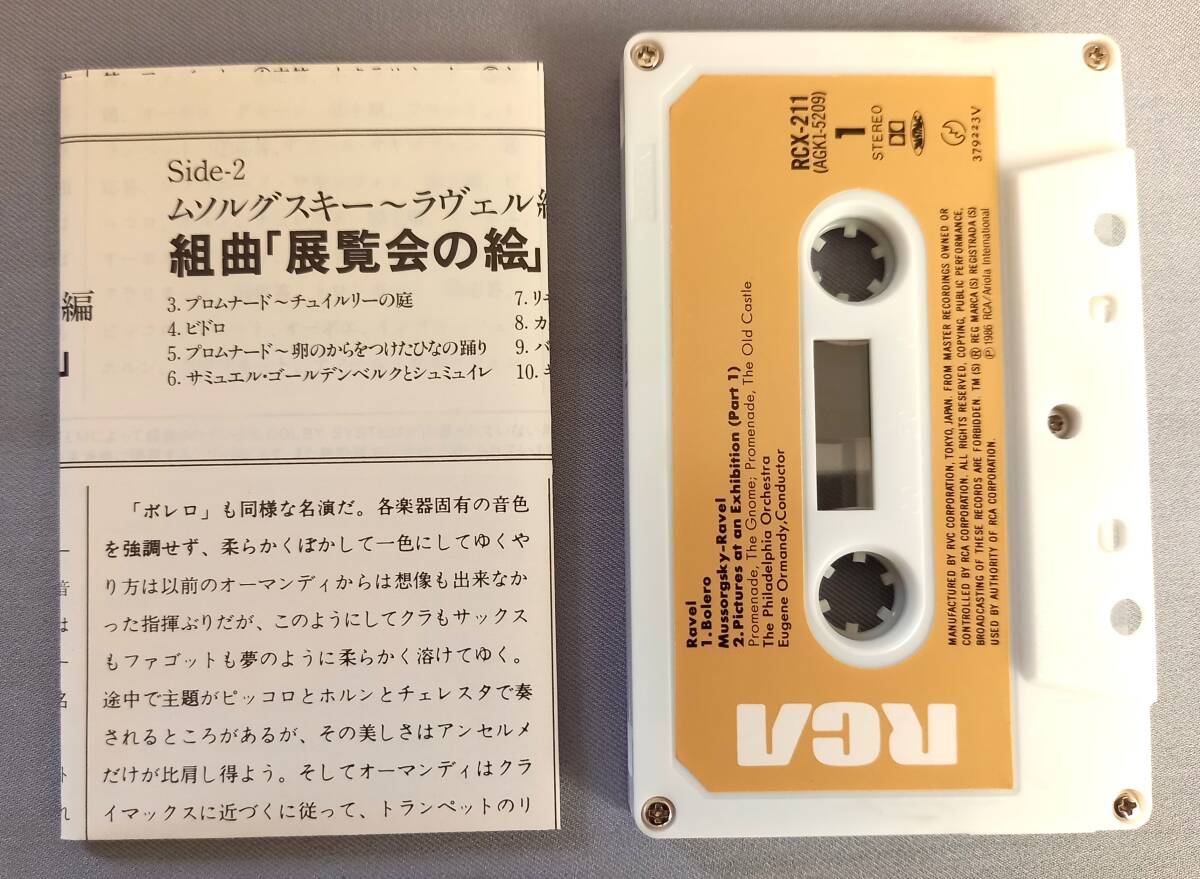 Side-2
ムソルグスキー～ラヴェル
組曲「展覧会の絵」
3. プロムナード～チュイルリーの庭
4. ビドロ
5. プロムナード～卵のからをつけたひなの踊り
6. サミュエル・ゴールデンベルクとシュミュイレ
7. リ
8. カ
9. バ
10. キ
編
」
「ボレロ」も同様な名演だ。各楽器固有の音色
を強調せず、柔らかくぼかして一色にしてゆくや
り方は以前のオーマンディからは想像も出来なか
った指揮ぶりだが、このようにしてクラもサックス
もファゴットも夢のように柔らかく溶けてゆく。
途中で主題がピッコロとホルンとチェレスタで奏
されるところがあるが、その美しさはアンセルメ
だけが比肩し得よう。そしてオーマンディはクラ
イマックスに近づくに従って、トランペットのリ
RCX-211
(AGK1-5209)
1
STEREO
379223V
Ravel
1. Bolero
Mussorgsky-Ravel
2. Pictures at an Exhibition (Part 1)
Promenade, The Gnome; Promenade, The Old Castle
The Philadelphia Orchestra
Eugene Ormandy, Conductor
MANUFACTURED BY RVC CORPORATION, TOKYO, JAPAN. FROM MASTER RECORDINGS OWNED OR
CONTROLLED BY RCA CORPORATION. ALL RIGHTS RESERVED, COPYING, PUBLIC PERFORMANCE,
BROADCASTING OF THESE RECORDS ARE FORBIDDEN. TM (S) Ⓡ REG MARCA (S) REGISTRADA (S)
USED BY AUTHORITY OF RCA CORPORATION.
Ⓟ 1986 RCA/Ariola International
RCA